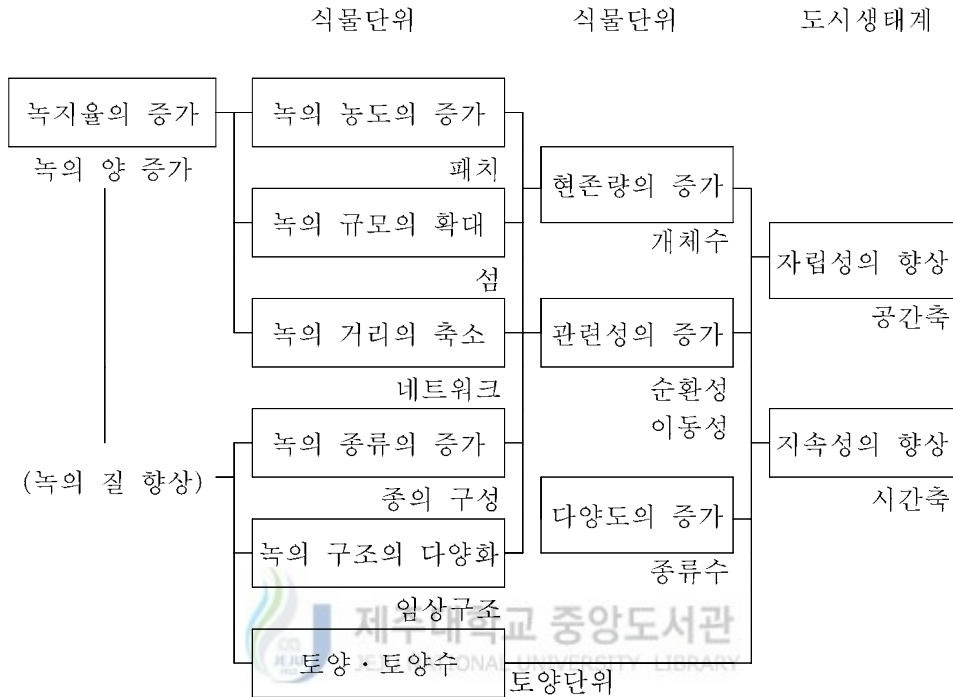 식물단위
식물단위
도시생태계
녹지율의 증가
녹의 양 증가
(녹의 질 향상)
녹의 농도의 증가
패치
녹의 규모의 확대
섬
녹의 거리의 축소
네트워크
녹의 종류의 증가
종의 구성
녹의 구조의 다양화
임상구조
토양·토양수
토양단위
현존량의 증가
개체수
관련성의 증가
순환성
이동성
다양도의 증가
종류수
자립성의 향상
공간축
지속성의 향상
시간축
제주대학교 중앙도서관
JEJU NATIONAL UNIVERSITY LIBRARY